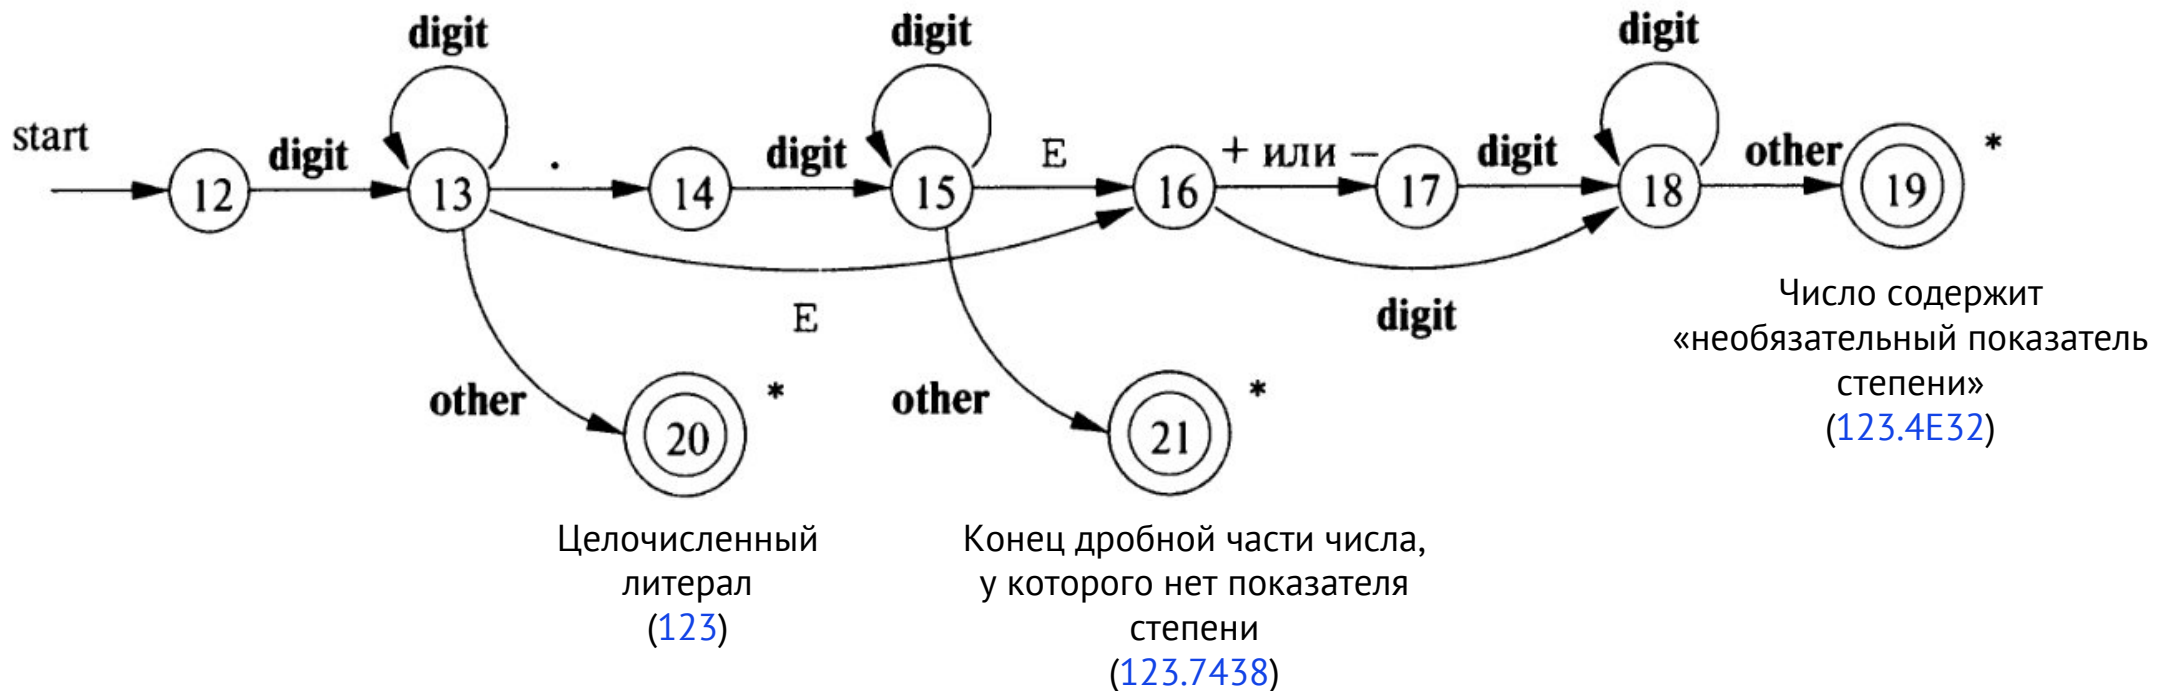 digit digit digit
start digit . digit E + или − digit other *
12 13 14 15 16 17 18 19
E digit
Число содержит
«необязательный показатель
степени»
(123.4E32)
other * other *
20 21
Целочисленный
литерал
(123)
Конец дробной части числа,
у которого нет показателя
степени
(123.7438)